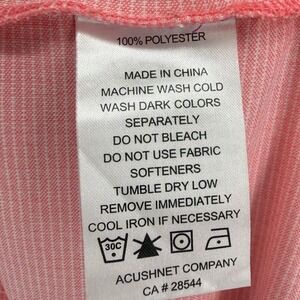 100% POLYESTER
MADE IN CHINA
MACHINE WASH COLD
WASH DARK COLORS
SEPARATELY
DO NOT BLEACH
DO NOT USE FABRIC
SOFTENERS
TUMBLE DRY LOW
REMOVE IMMEDIATELY
COOL IRON IF NECESSARY
30C
ACUSHNET COMPANY
CA # 28544